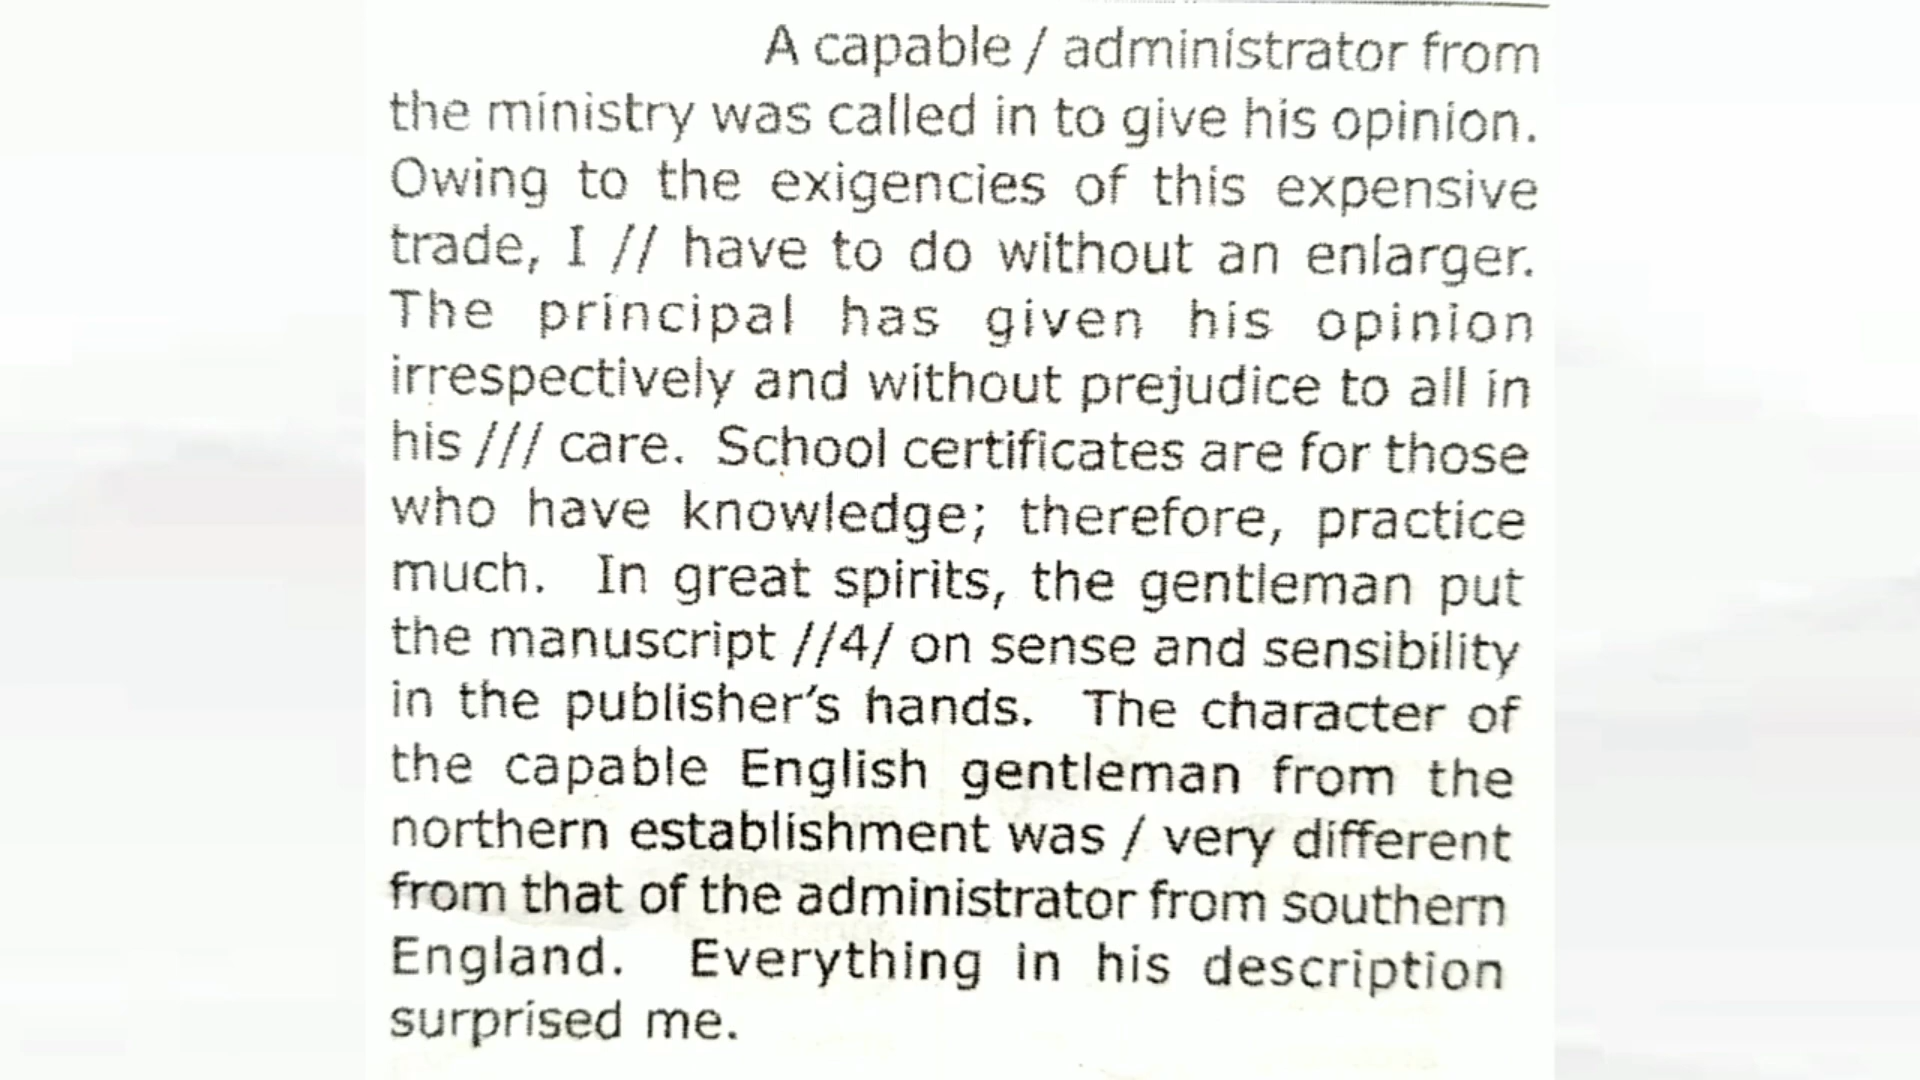 A capable / administrator from
the ministry was called in to give his opinion.
Owing to the exigencies of this expensive
trade, I // have to do without an enlarger.
The principal has given his opinion
irrespectively and without prejudice to all in
his /// care. School certificates are for those
who have knowledge; therefore, practice
much. In great spirits, the gentleman put
the manuscript //4/ on sense and sensibility
in the publisher's hands. The character of
the capable English gentleman from the
northern establishment was / very different
from that of the administrator from southern
England. Everything in his description
surprised me.